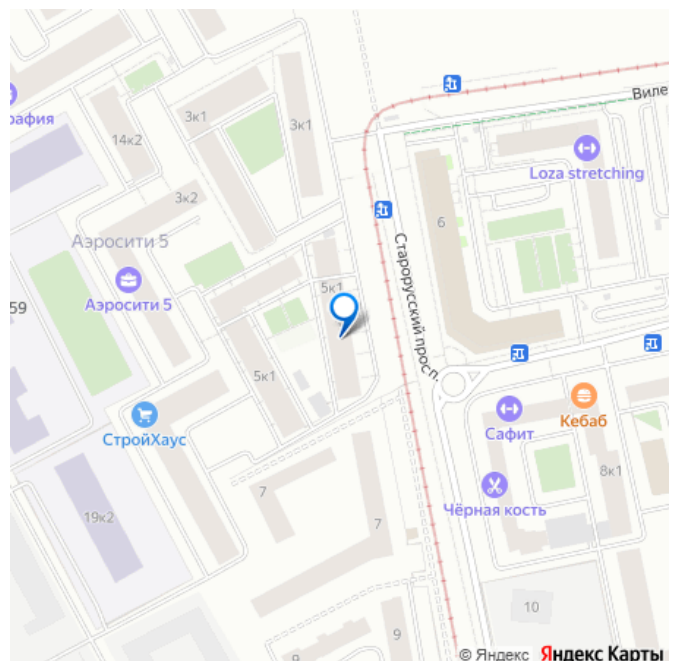 рафия
14к2
3к1
3к1
Виле
Loza stretching
3к2
6
Аэросити 5
Аэросити 5
59
5к1
Старорусский просп.
5к1
СтройХаус
Сафит
Кебаб
8к1
Чёрная кость
7
7
19к2
10
9
9
© Яндекс Яндекс Карты